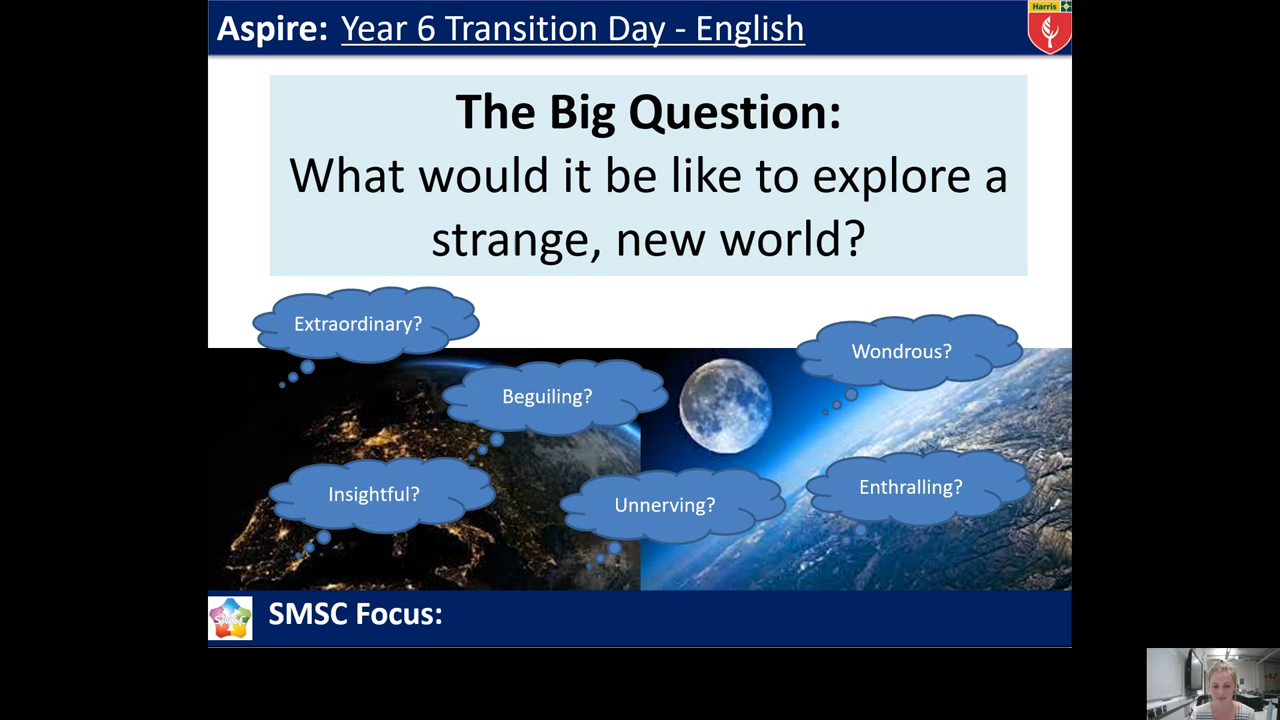 Aspire: Year 6 Transition Day - English
Harris
The Big Question:
What would it be like to explore a
strange, new world?
Extraordinary?
Wondrous?
Beguiling?
Insightful?
Unnerving?
Enthralling?
SMSC
SMSC Focus: